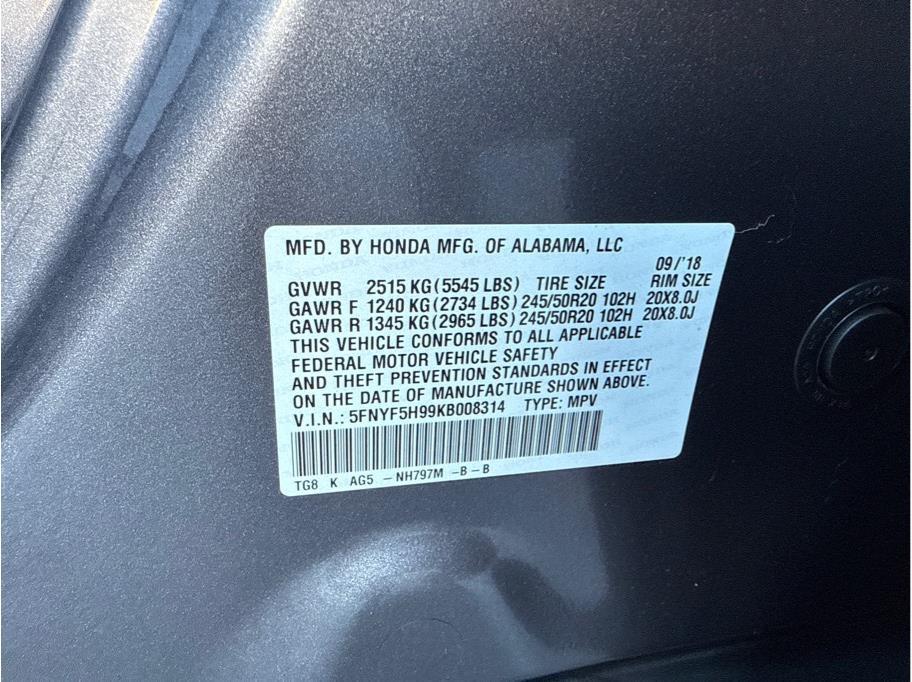 MFD. BY HONDA MFG. OF ALABAMA, LLC
09/'18
GVWR 2515 KG (5545 LBS) TIRE SIZE RIM SIZE
GAWR F 1240 KG (2734 LBS) 245/50R20 102H 20X8.0J
GAWR R 1345 KG (2965 LBS) 245/50R20 102H 20X8.0J
THIS VEHICLE CONFORMS TO ALL APPLICABLE
FEDERAL MOTOR VEHICLE SAFETY
AND THEFT PREVENTION STANDARDS IN EFFECT
ON THE DATE OF MANUFACTURE SHOWN ABOVE.
V.I.N.: 5FNYF5H99KB008314 TYPE: MPV
TG8 K AG5 - NH797M - B - B